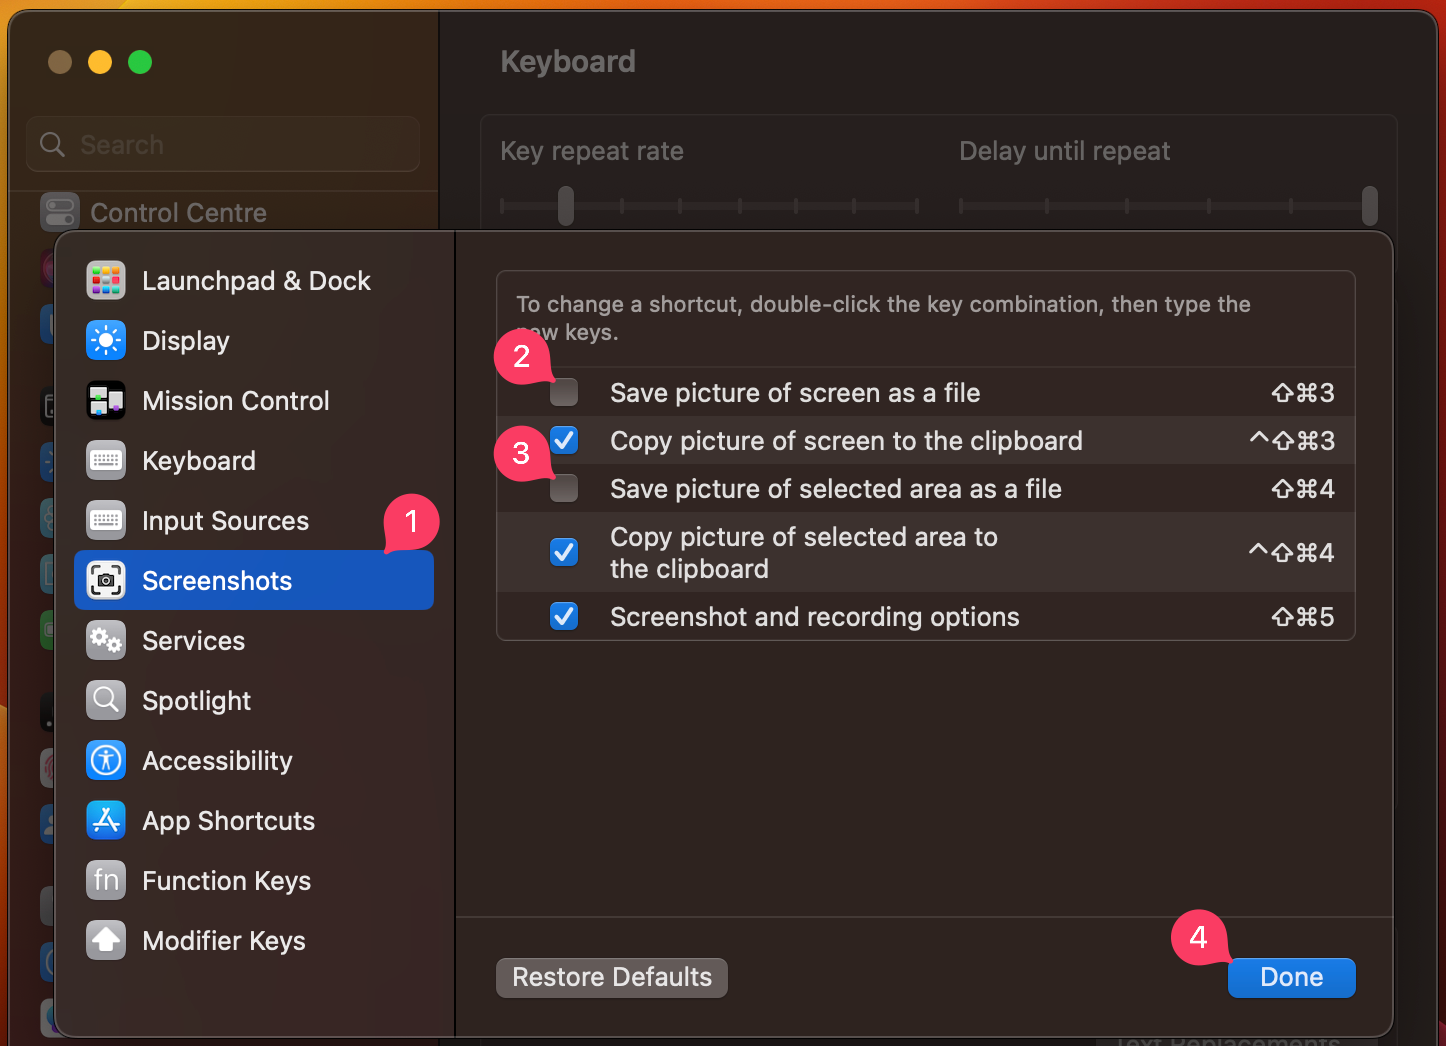 Keyboard
Search
Key repeat rate
Delay until repeat
Control Centre
Launchpad & Dock
Display
Mission Control
Keyboard
Input Sources
1
Screenshots
Services
Spotlight
Accessibility
App Shortcuts
fn Function Keys
Modifier Keys
To change a shortcut, double-click the key combination, then type the
keys.
2
Save picture of screen as a file ⇧⌘3
Copy picture of screen to the clipboard ^⇧⌘3
3
Save picture of selected area as a file ⇧⌘4
Copy picture of selected area to
the clipboard ^⇧⌘4
Screenshot and recording options ⇧⌘5
4
Restore Defaults
Done
Text Replacements